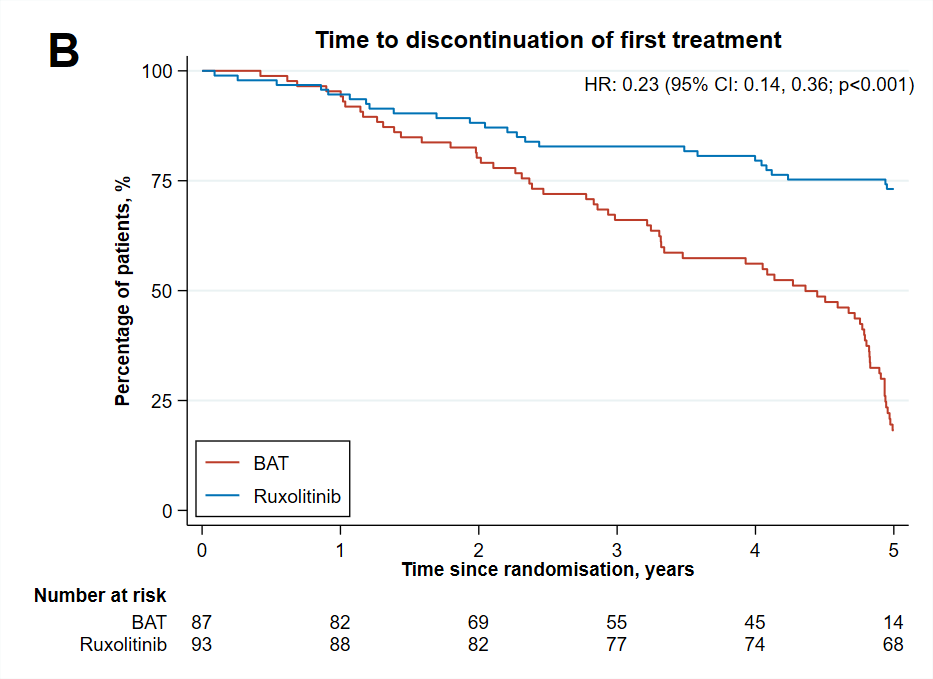 B
Time to discontinuation of first treatment
HR: 0.23 (95% CI: 0.14, 0.36; p<0.001)
Percentage of patients, %
100
75
50
25
0
BAT
Ruxolitinib
0 1 2 3 4 5
Time since randomisation, years
Number at risk
BAT 87 82 69 55 45 14
Ruxolitinib 93 88 82 77 74 68